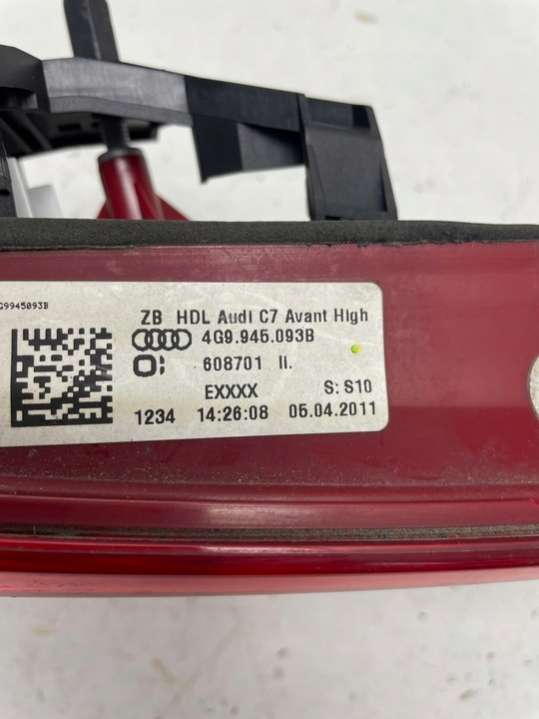 G9945093B
ZB HDL Audi C7 Avant High
4G9.945.093B
608701 II.
EXXXX S: S10
1234 14:26:08 05.04.2011